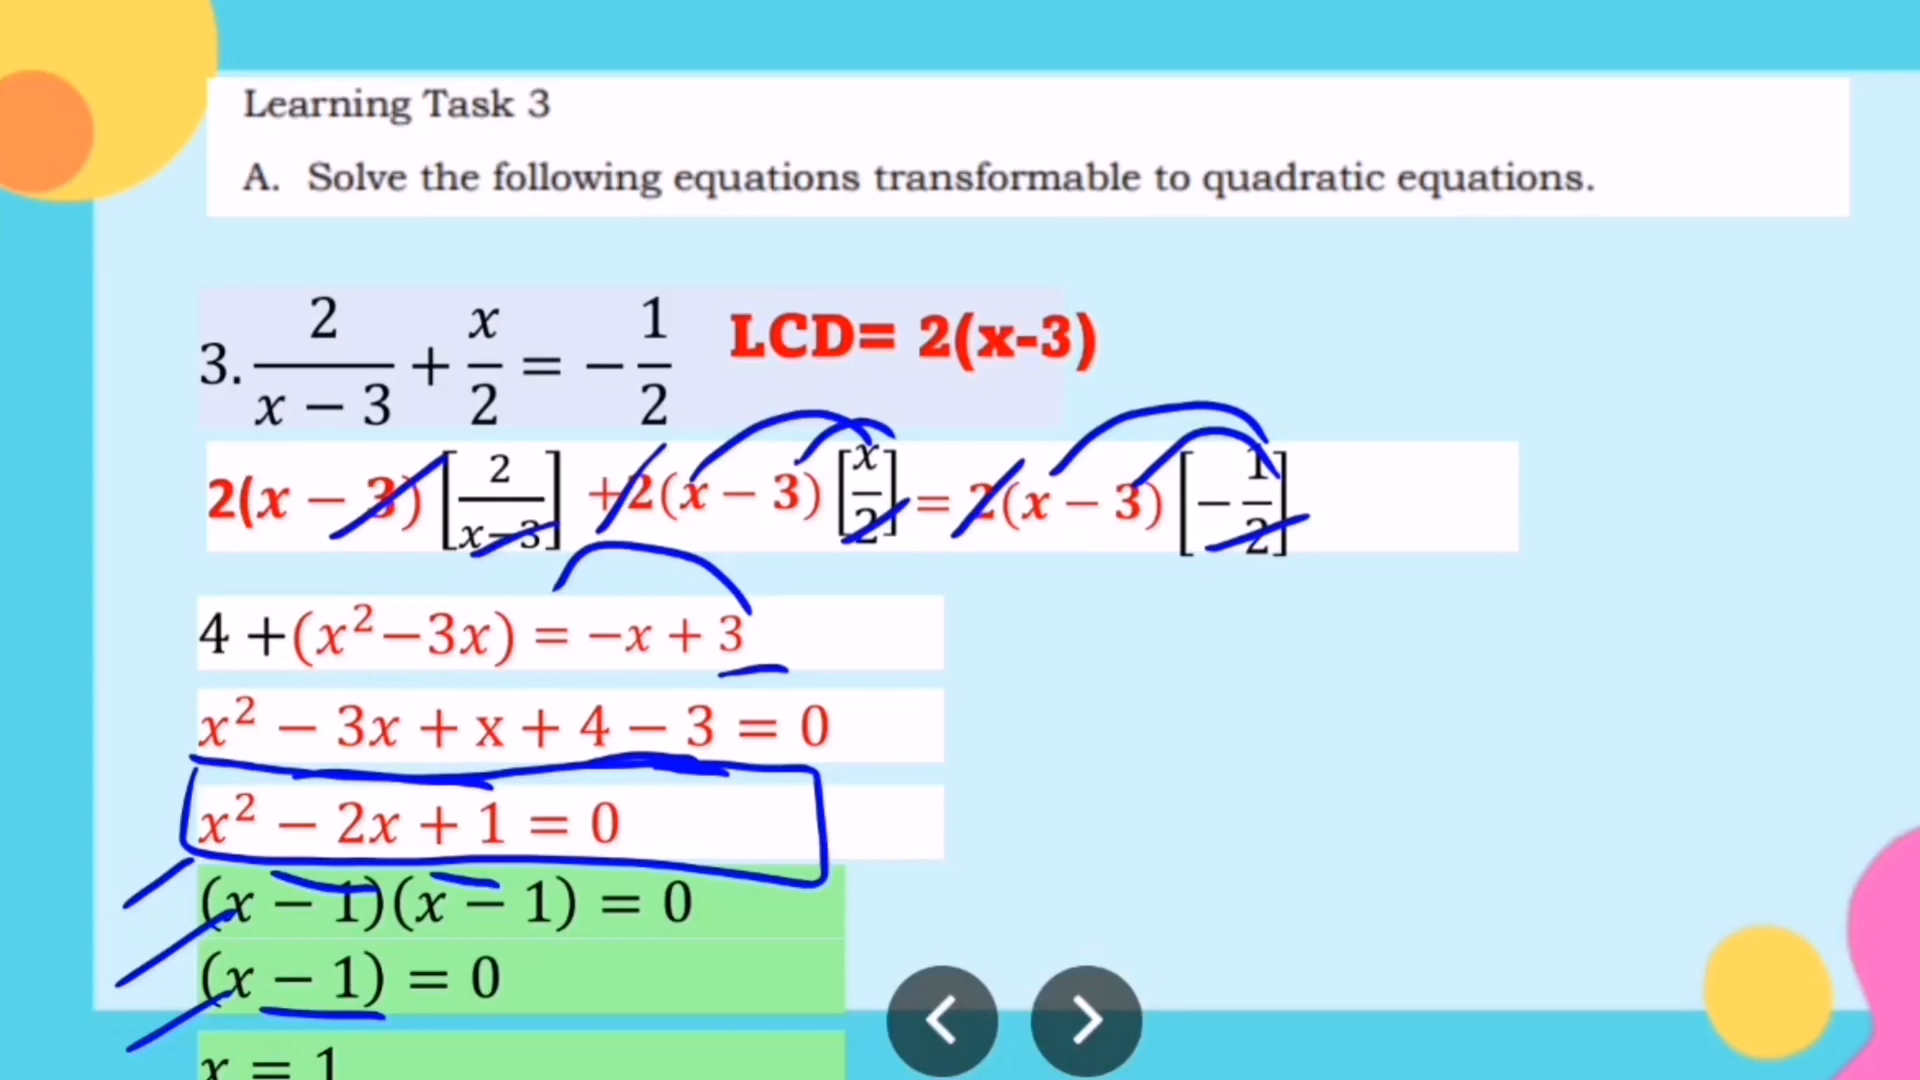 Learning Task 3
A. Solve the following equations transformable to quadratic equations.
3. 2/(x − 3) + x/2 = −1/2
LCD= 2(x-3)
2(x − 3) [2/(x−3)] +2(x − 3) [x/2] = 2(x − 3) [−1/2]
4 +(x²−3x) = −x + 3
x² − 3x + x + 4 − 3 = 0
x² − 2x + 1 = 0
(x − 1)(x − 1) = 0
(x − 1) = 0
x = 1